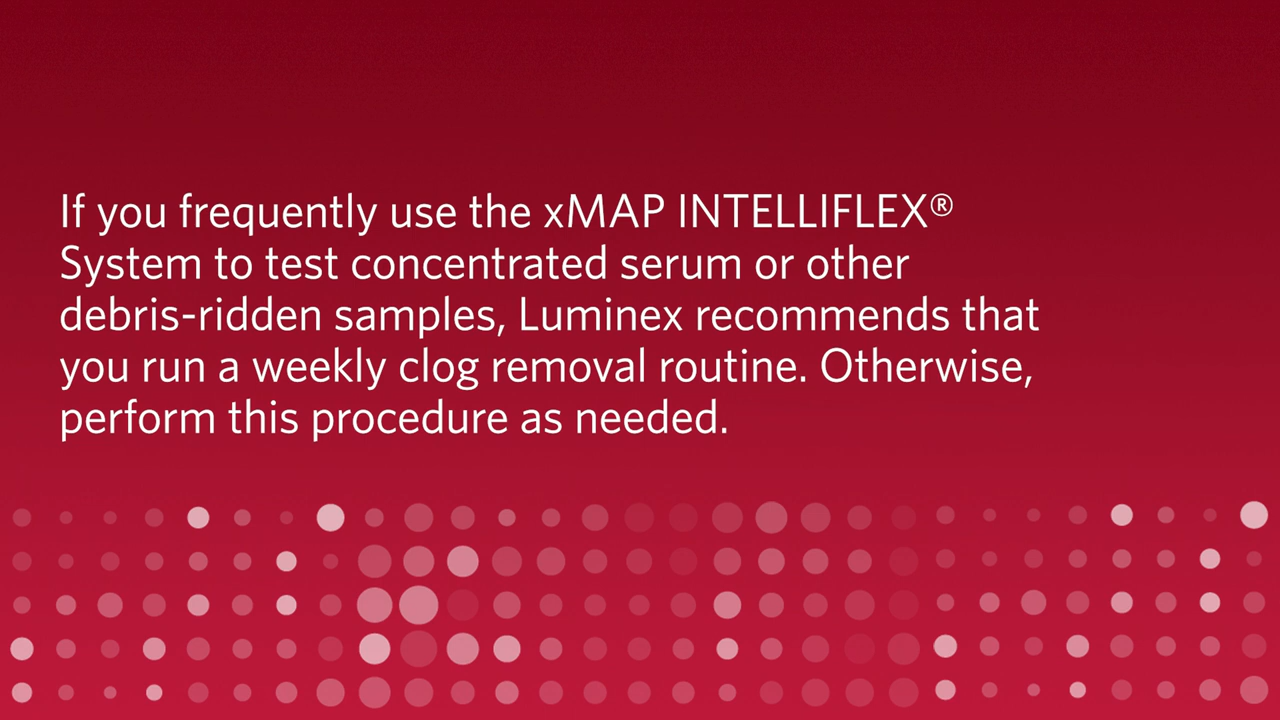 If you frequently use the xMAP INTELLIFLEX®
System to test concentrated serum or other
debris-ridden samples, Luminex recommends that
you run a weekly clog removal routine. Otherwise,
perform this procedure as needed.